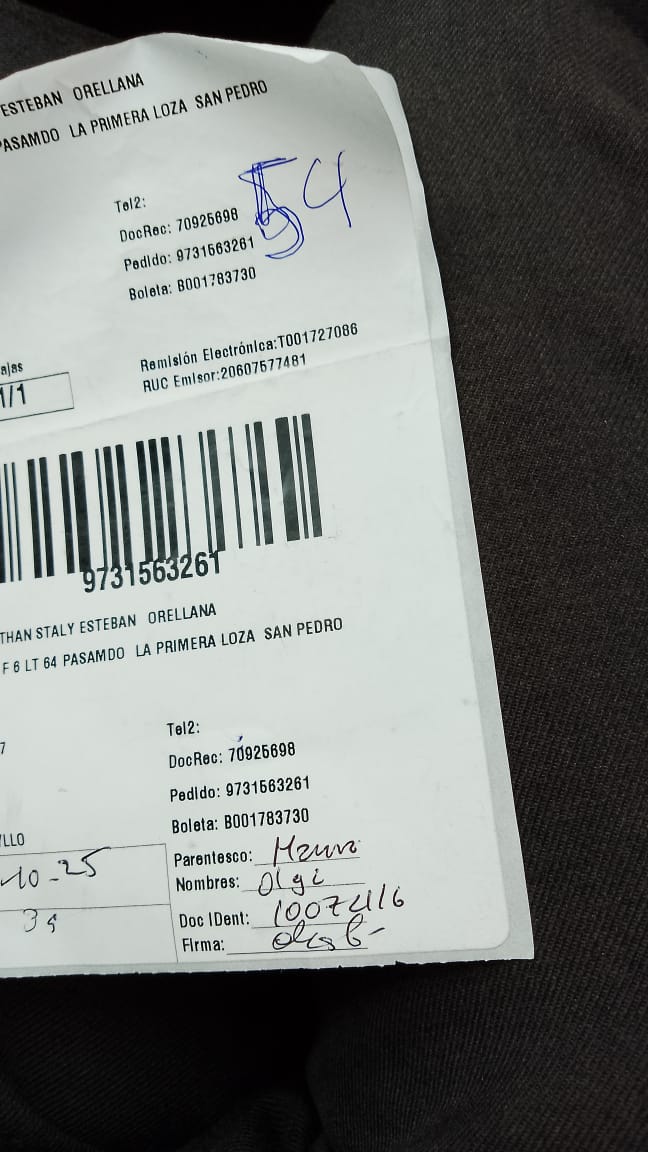 ESTEBAN ORELLANA
PASAMDO LA PRIMERA LOZA SAN PEDRO
54
Tel2:
DocRec: 70925698
Pedido: 9731563261
Boleta: B001783730
ajas
1/1
Remisión Electrónica:T001727086
RUC Emisor:20607577481
9731563261
THAN STALY ESTEBAN ORELLANA
F 6 LT 64 PASAMDO LA PRIMERA LOZA SAN PEDRO
7
Tel2:
DocRec: 70925698
Pedido: 9731563261
Boleta: B001783730
LLO
10-25
Parentesco:
Nombres: Olgi
Doc IDent:
Firma: